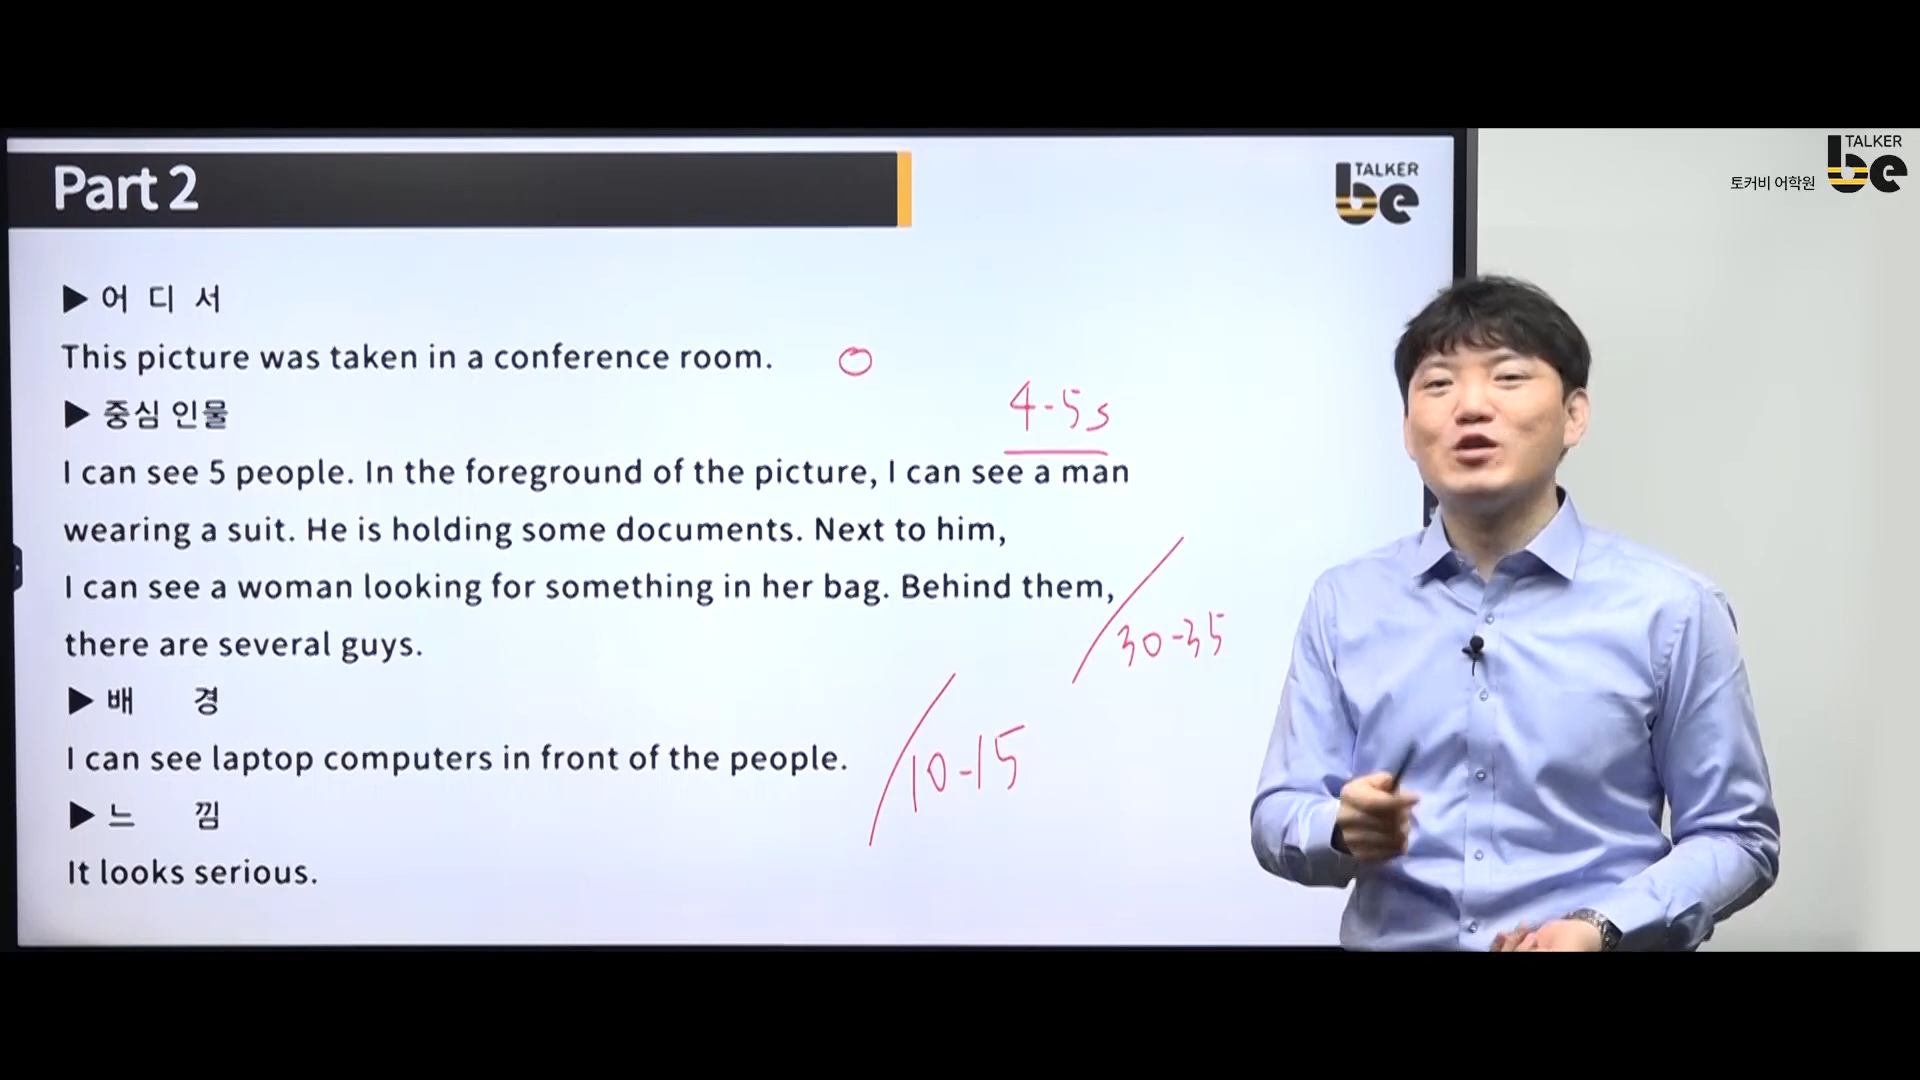 Part 2
TALKER
be
TALKER
be
토커비 어학원
▶ 어 디 서
This picture was taken in a conference room.
4-5s
▶ 중심 인물
I can see 5 people. In the foreground of the picture, I can see a man
wearing a suit. He is holding some documents. Next to him,
I can see a woman looking for something in her bag. Behind them,
there are several guys.
30-35
▶ 배 경
I can see laptop computers in front of the people.
10-15
▶ 느 낌
It looks serious.